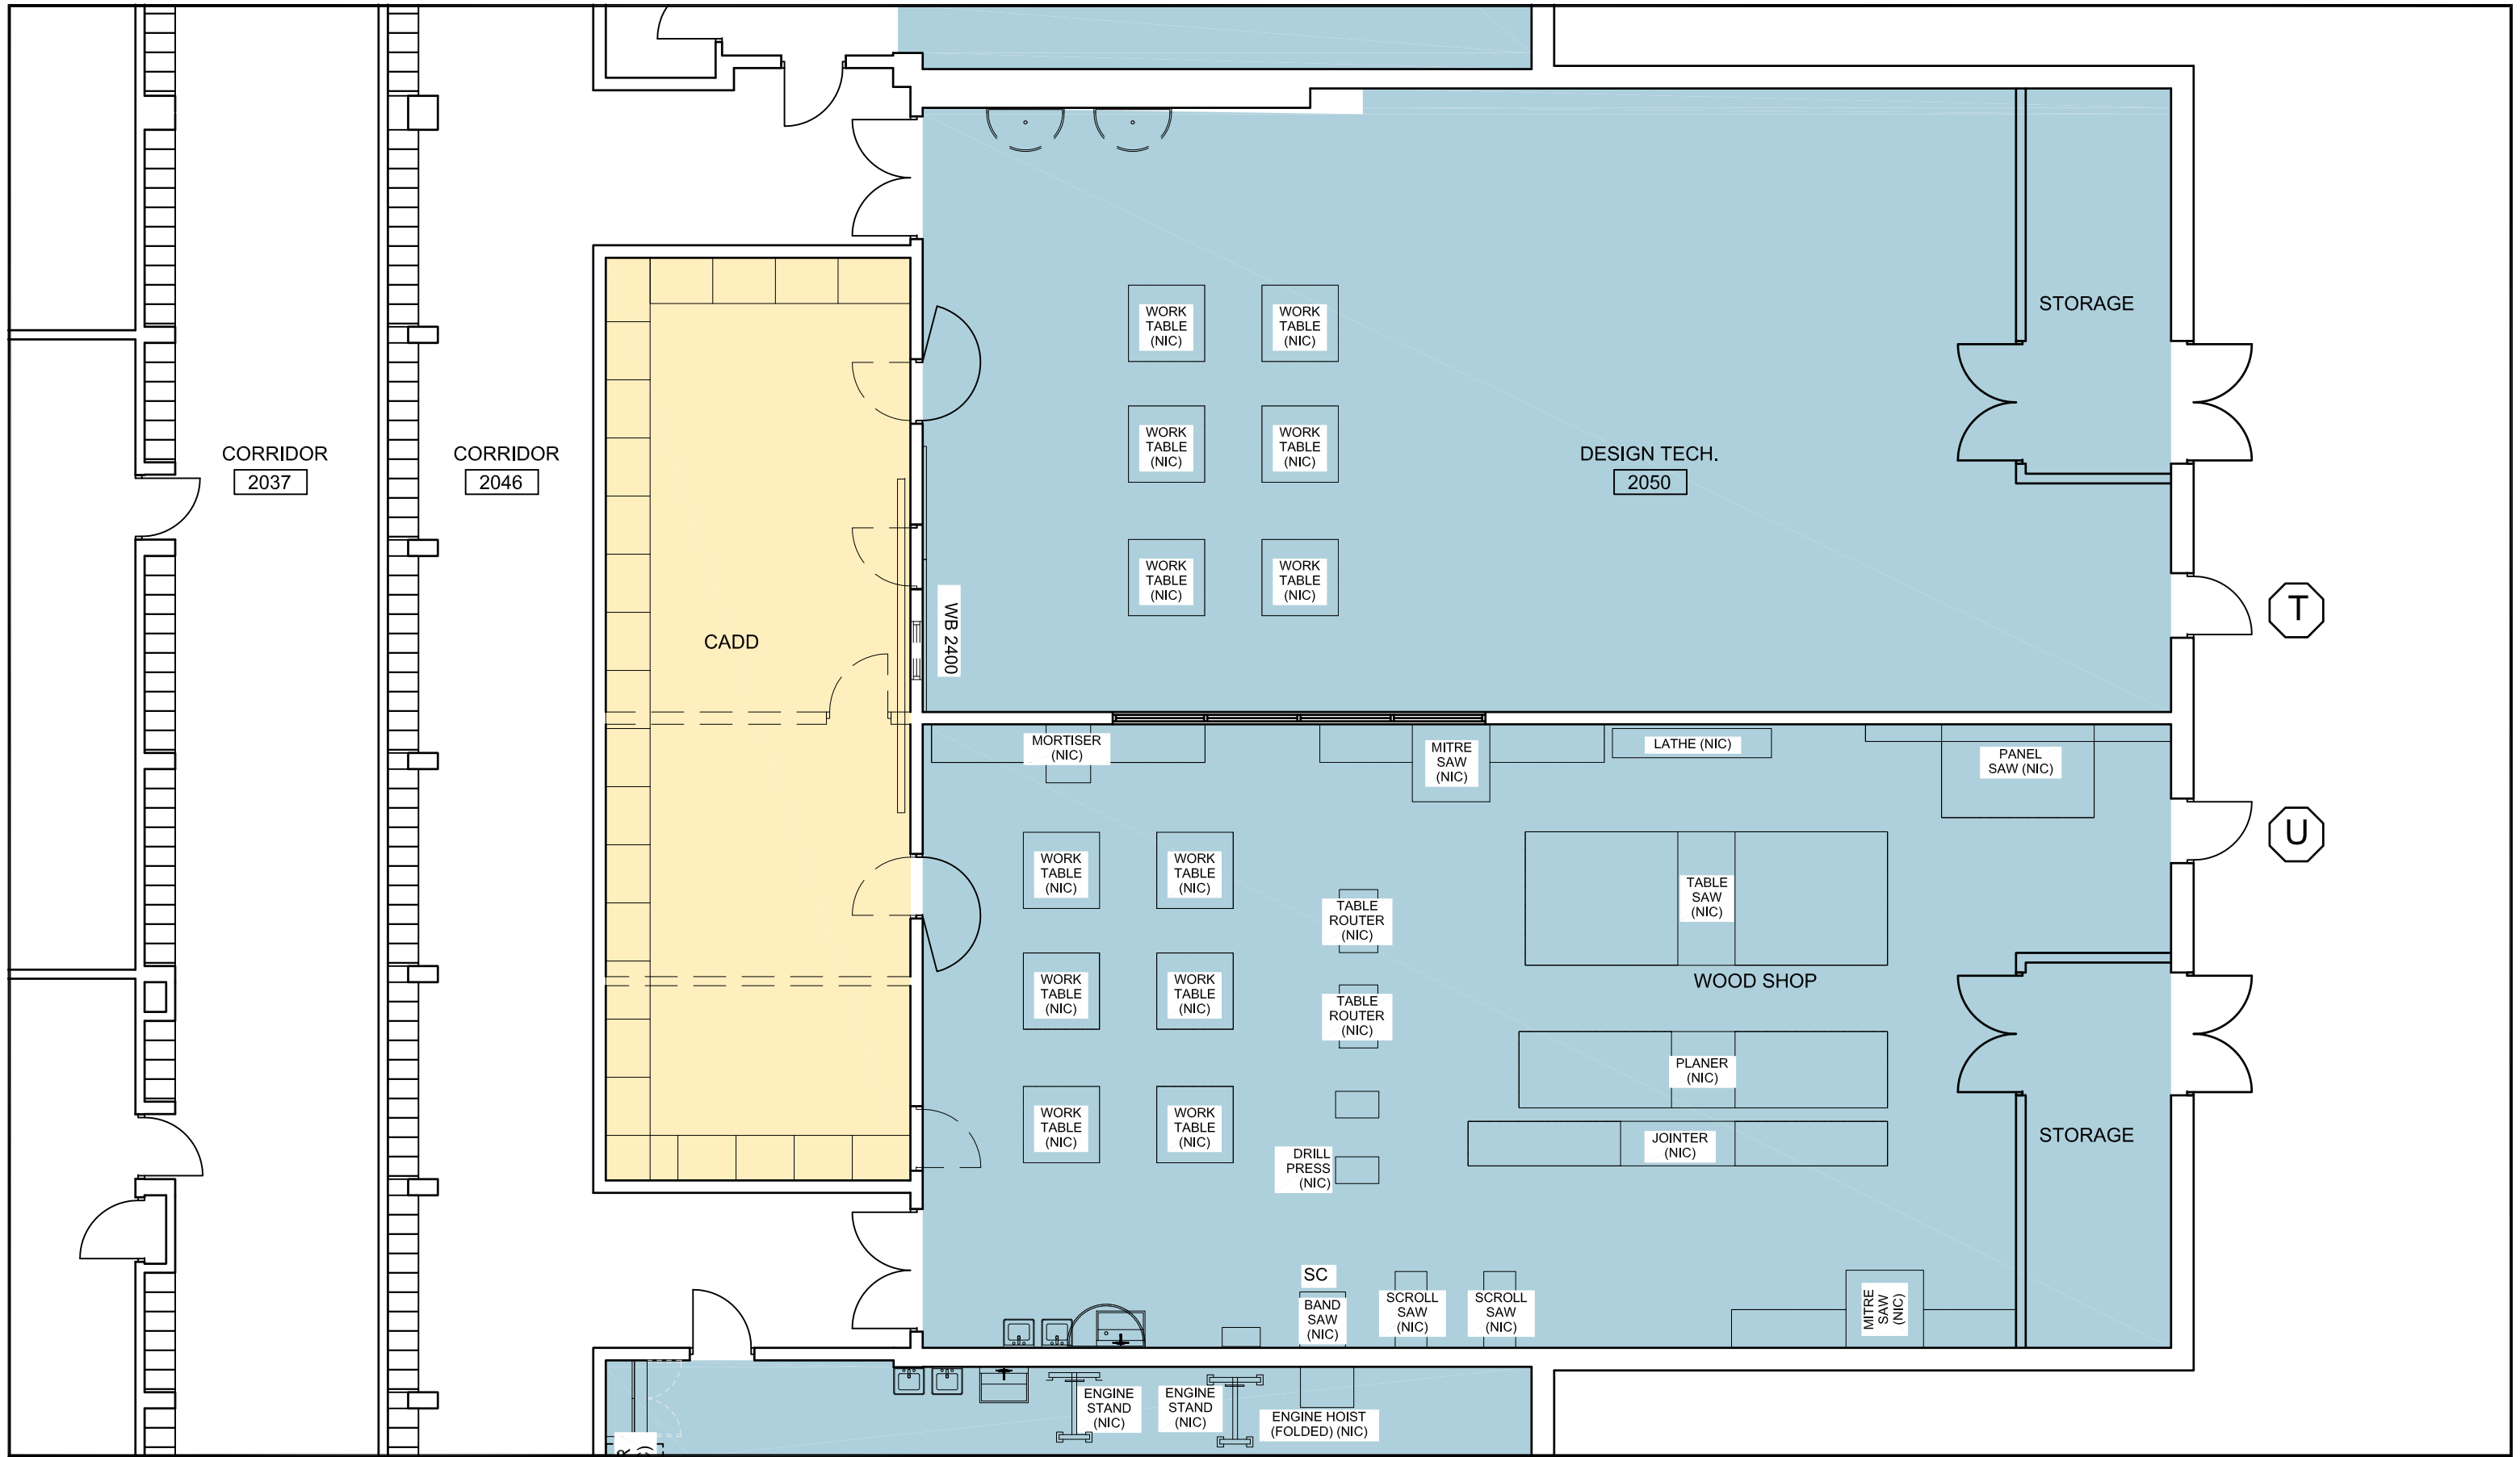 STORAGE
WORK
TABLE
(NIC)
WORK
TABLE
(NIC)
WORK
TABLE
(NIC)
WORK
TABLE
(NIC)
CORRIDOR
2037
CORRIDOR
2046
DESIGN TECH.
2050
WORK
TABLE
(NIC)
WORK
TABLE
(NIC)
T
CADD
WB 2400
MORTISER
(NIC)
MITRE
SAW
(NIC)
LATHE (NIC)
PANEL
SAW (NIC)
U
WORK
TABLE
(NIC)
WORK
TABLE
(NIC)
TABLE
ROUTER
(NIC)
TABLE
SAW
(NIC)
WOOD SHOP
WORK
TABLE
(NIC)
WORK
TABLE
(NIC)
TABLE
ROUTER
(NIC)
PLANER
(NIC)
WORK
TABLE
(NIC)
WORK
TABLE
(NIC)
DRILL
PRESS
(NIC)
JOINTER
(NIC)
STORAGE
SC
BAND
SAW
(NIC)
SCROLL
SAW
(NIC)
SCROLL
SAW
(NIC)
MITRE
SAW
(NIC)
ENGINE
STAND
(NIC)
ENGINE
STAND
(NIC)
ENGINE HOIST
(FOLDED) (NIC)